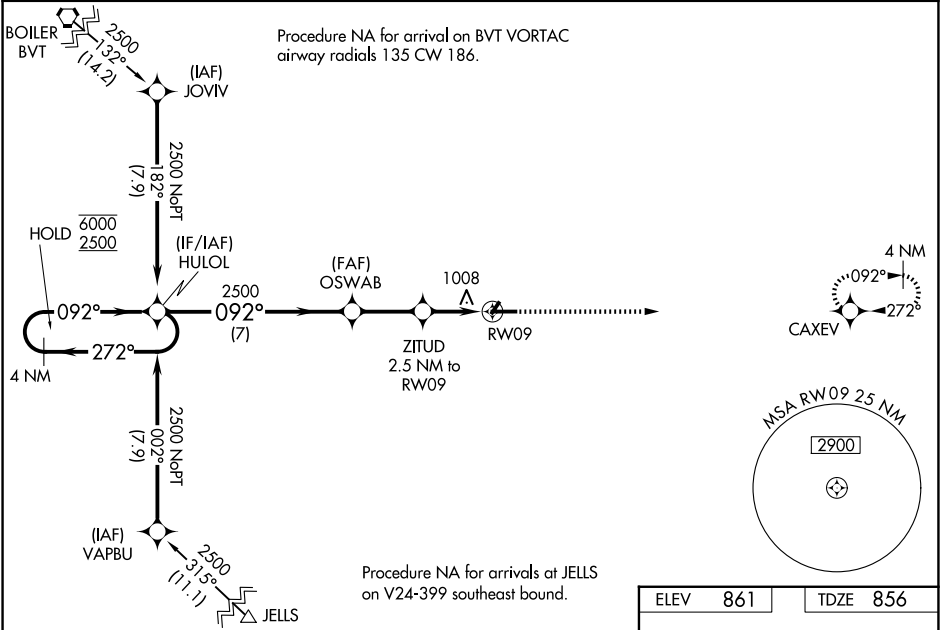 BOILER
BVT
2500
132°
(14.2)
Procedure NA for arrival on BVT VORTAC
airway radials 135 CW 186.
(IAF)
JOVIV
2500 NoPT
182°
(7.9)
HOLD
6000
2500
(IF/IAF)
HULOL
092°
272°
4 NM
2500
092°
(7)
(FAF)
OSWAB
ZITUD
2.5 NM to
RW09
1008
RW09
4 NM
092°
272°
CAXEV
MSA RW09 25 NM
2900
2500 NoPT
002°
(7.9)
(IAF)
VAPBU
2500
315°
(11.1)
JELLS
Procedure NA for arrivals at JELLS
on V24-399 southeast bound.
ELEV 861
TDZE 856